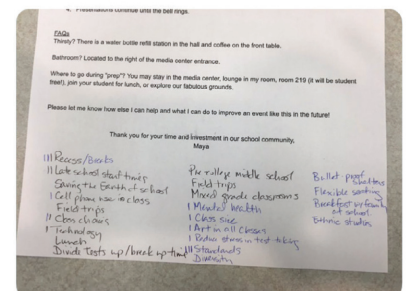 4. Presentations continue until the bell rings.
FAQs
Thirsty? There is a water bottle refill station in the hall and coffee on the front table.
Bathroom? Located to the right of the media center entrance.
Where to go during "prep"? You may stay in the media center, lounge in my room, room 219 (it will be student
free!), join your student for lunch, or explore our fabulous grounds.
Please let me know how else I can help and what I can do to improve an event like this in the future!
Thank you for your time and investment in our school community,
Maya
III Recess/Breaks
II Late school start times
Saving the Earth of school
I Cell phone use in class
Field trips
II Class choices
I Technology
Lunch
Divide Tests up/break up time
Pre college middle school
Field trips
Mixed grade classrooms
I Mental health
I Class size
I Art in all classes
I Reduce stress in test taking
III Standards
Diversity
Bullet proof shelters
Flexible seating
Breakfast
of school
Ethnic studies